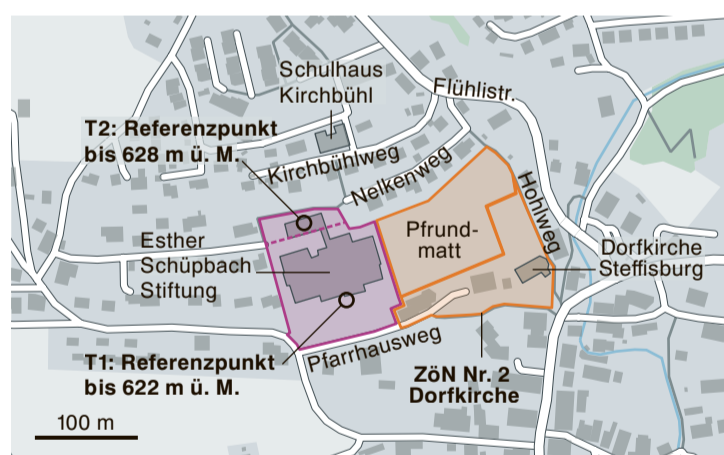 Schulhaus
Kirchbühl
Flühlistr.
T2: Referenzpunkt
bis 628 m ü. M.
Kirchbühlweg
Nelkenweg
Hohlweg
Pfrund-
matt
Esther
Schüpbach
Stiftung
Dorfkirche
Steffisburg
Pfarrhausweg
T1: Referenzpunkt
bis 622 m ü. M.
ZöN Nr. 2
Dorfkirche
100 m